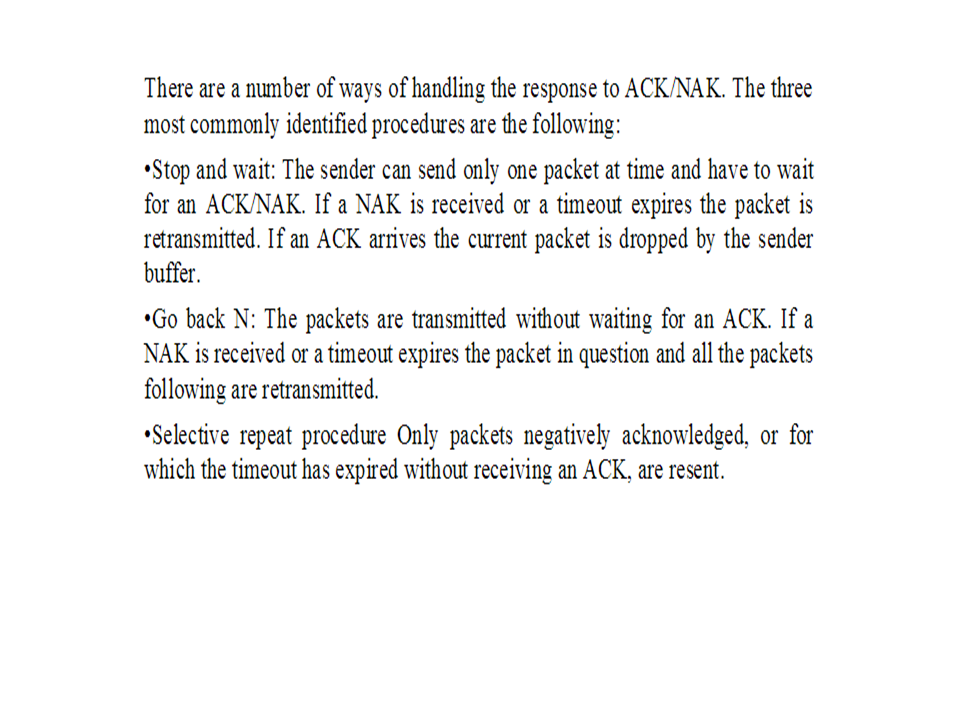 There are a number of ways of handling the response to ACK/NAK. The three
most commonly identified procedures are the following:
•Stop and wait: The sender can send only one packet at time and have to wait
for an ACK/NAK. If a NAK is received or a timeout expires the packet is
retransmitted. If an ACK arrives the current packet is dropped by the sender
buffer.
•Go back N: The packets are transmitted without waiting for an ACK. If a
NAK is received or a timeout expires the packet in question and all the packets
following are retransmitted.
•Selective repeat procedure Only packets negatively acknowledged, or for
which the timeout has expired without receiving an ACK, are resent.